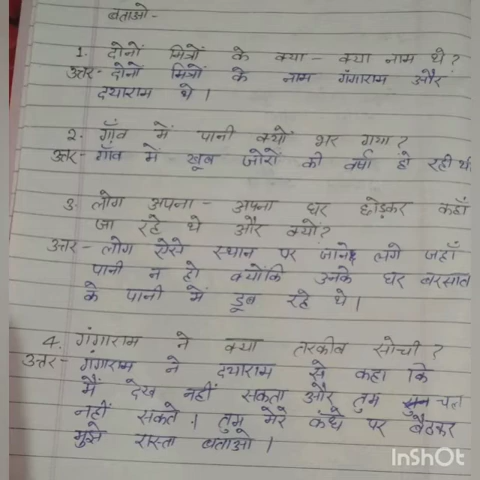 बताओ-
1. दोनों मित्रों के क्या - क्या नाम थे?
उत्तर- दोनों मित्रों के नाम गंगाराम और
दयाराम थे।
2. गाँव में पानी क्यों भर गया?
उत्तर- गाँव में खूब जोरों की वर्षा हो रही थी
3. लोग अपना - अपना घर छोड़कर कहाँ
जा रहे थे और क्यों?
उत्तर- लोग ऐसे स्थान पर जाने लगे जहाँ
पानी न हो क्योंकि उनके घर बरसात
के पानी में डूब रहे थे।
4. गंगाराम ने क्या तरकीब सोची?
उत्तर- गंगाराम ने दयाराम से कहा कि
मैं देख नहीं सकता और तुम चल
नहीं सकते। तुम मेरे कंधे पर बैठकर
मुझे रास्ता बताओ।
InShOt